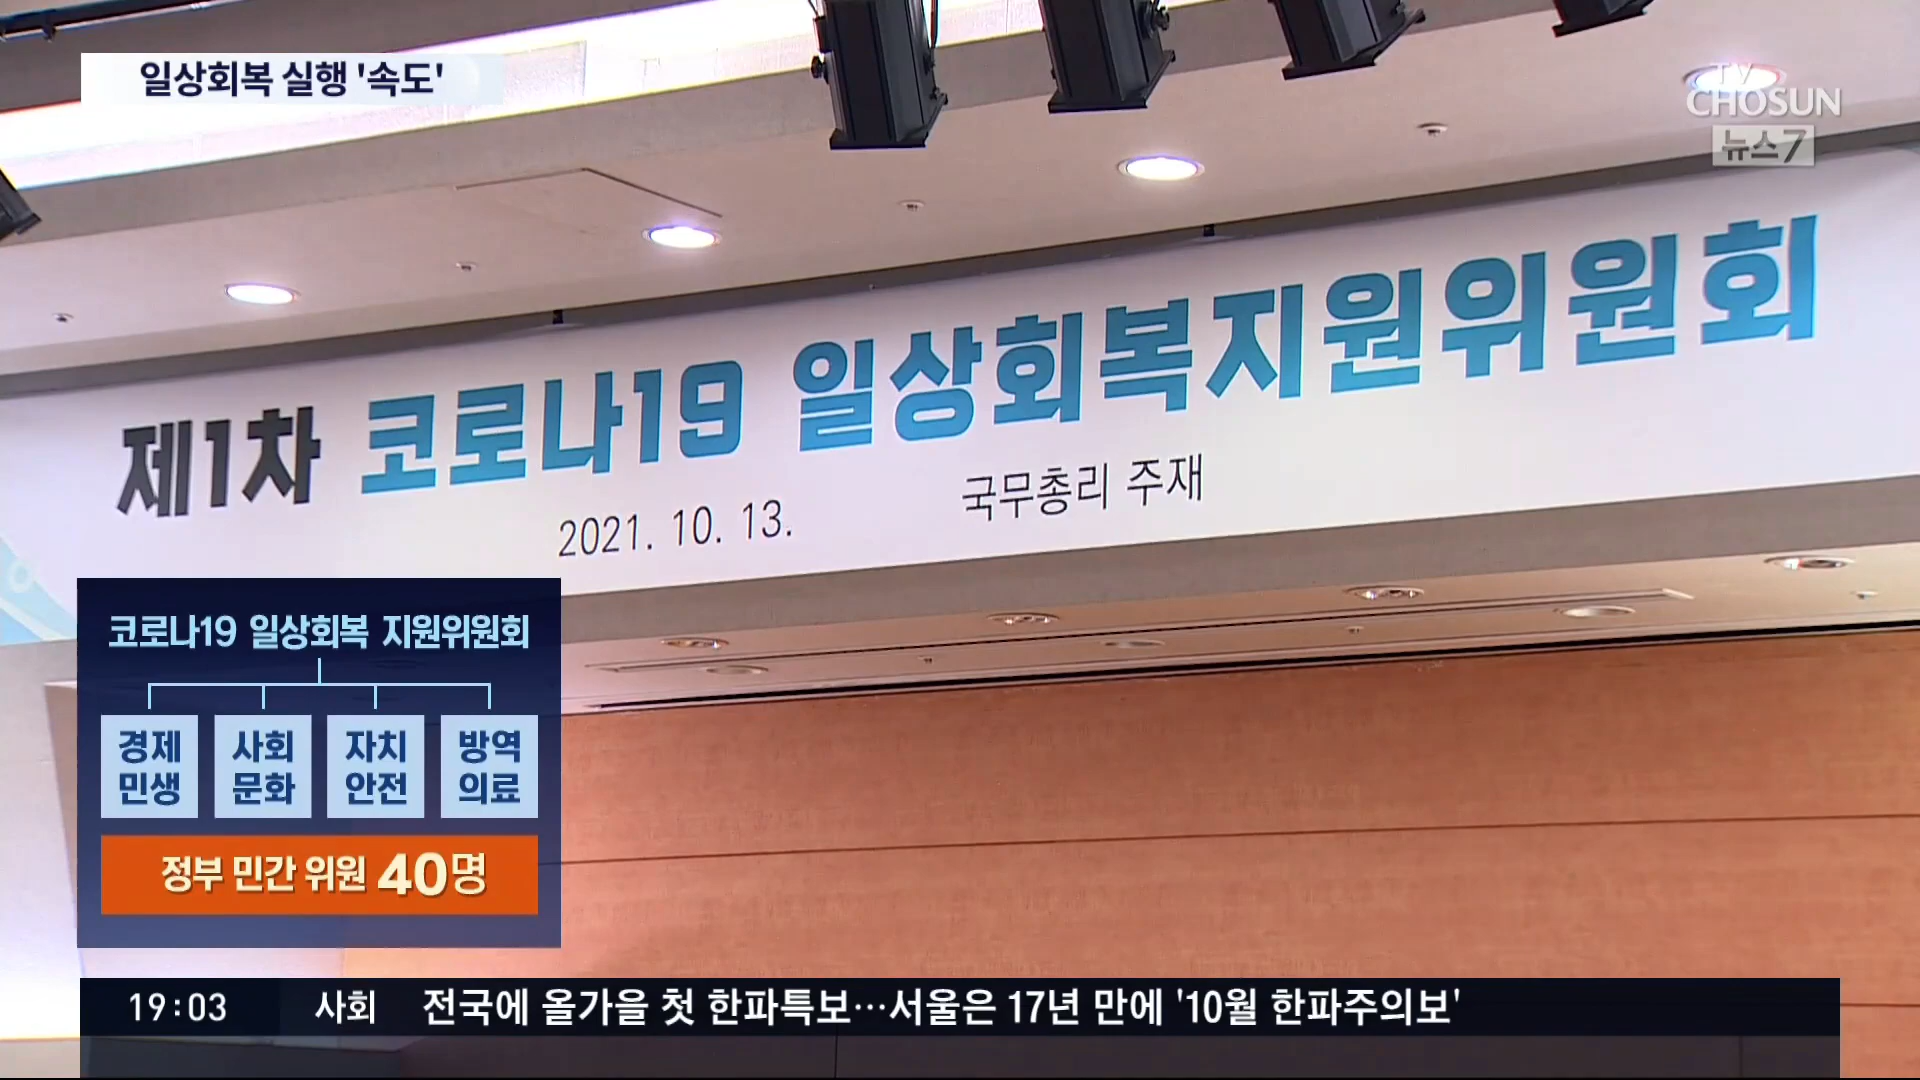 일상회복 실행 '속도'
TV
CHOSUN
뉴스7
제1차 코로나19 일상회복지원위원회
2021. 10. 13. 국무총리 주재
코로나19 일상회복 지원위원회
경제 민생
사회 문화
자치 안전
방역 의료
정부 민간 위원 40명
19:03 사회 전국에 올가을 첫 한파특보…서울은 17년 만에 '10월 한파주의보'